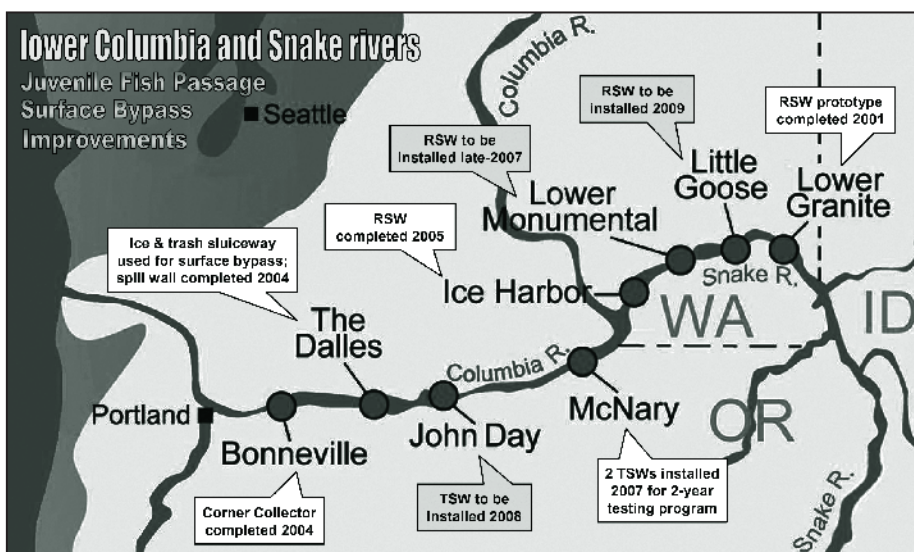 lower Columbia and Snake rivers
Juvenile Fish Passage
Surface Bypass
Improvements
Seattle
Columbia R.
RSW to be
installed late-2007
RSW to be
installed 2009
RSW prototype
completed 2001
Little
Goose
Lower
Granite
Lower
Monumental
RSW
completed 2005
Ice & trash sluiceway
used for surface bypass;
spill wall completed 2004
Ice Harbor
Snake R.
WA
ID
The
Dalles
Columbia R.
Portland
Bonneville
John Day
McNary
OR
Corner Collector
completed 2004
TSW to be
Installed 2008
2 TSWs installed
2007 for 2-year
testing program
Snake R.